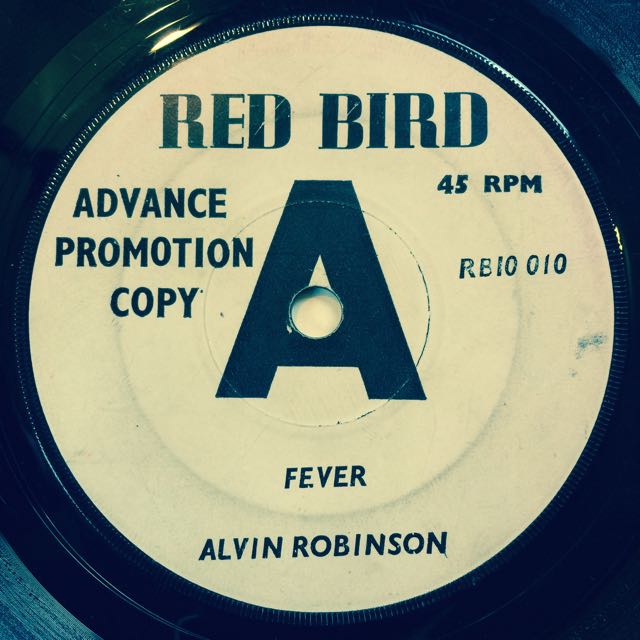 RED BIRD
45 RPM
ADVANCE
PROMOTION
COPY
A
RB10 010
FEVER
ALVIN ROBINSON